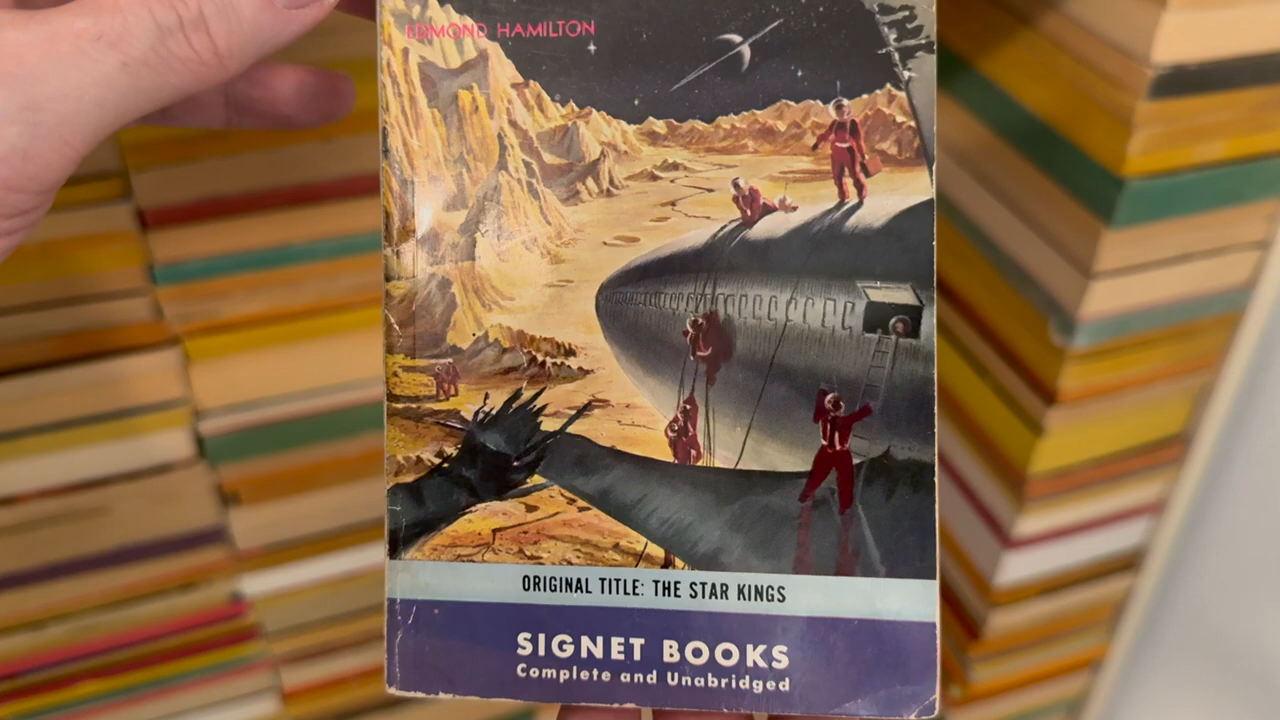 EDMOND HAMILTON
ORIGINAL TITLE: THE STAR KINGS
SIGNET BOOKS
Complete and Unabridged